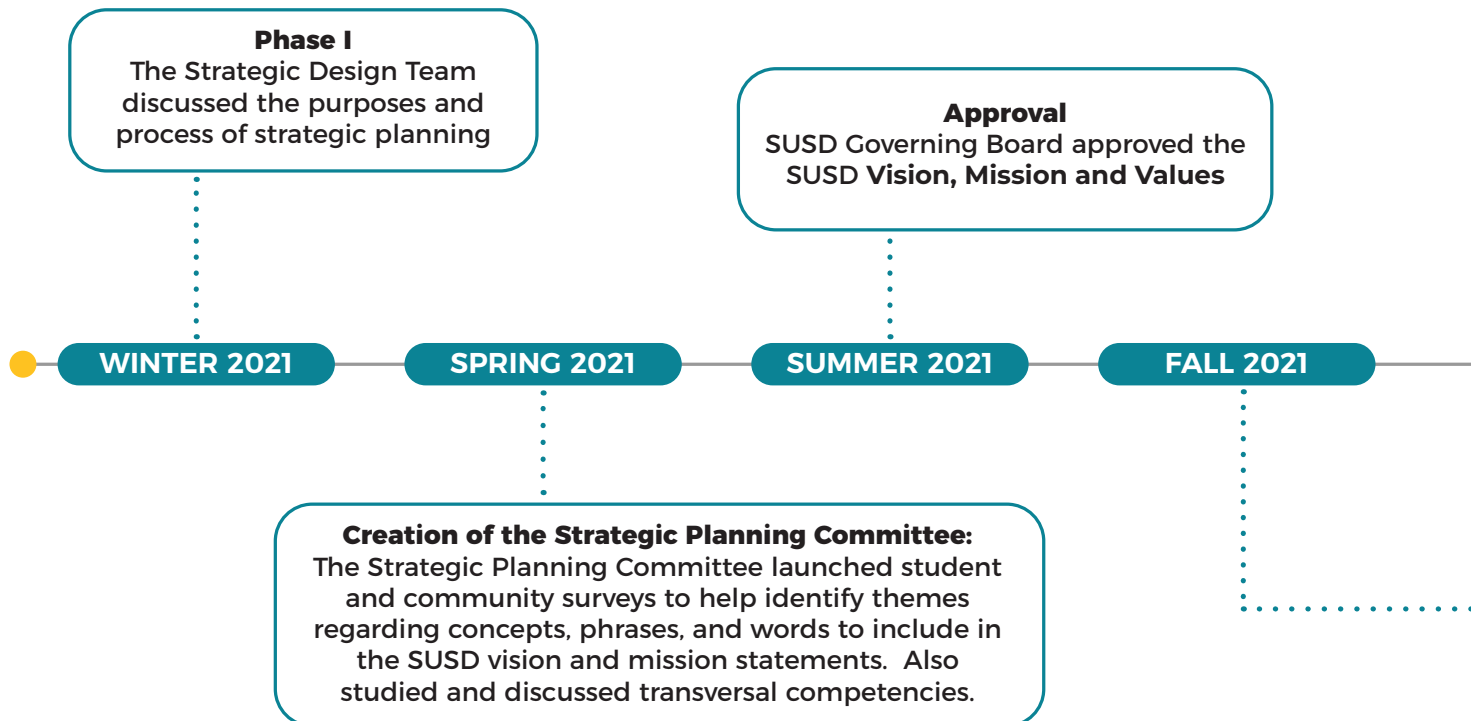 Phase I
The Strategic Design Team
discussed the purposes and
process of strategic planning
Approval
SUSD Governing Board approved the
SUSD Vision, Mission and Values
WINTER 2021
SPRING 2021
SUMMER 2021
FALL 2021
Creation of the Strategic Planning Committee:
The Strategic Planning Committee launched student
and community surveys to help identify themes
regarding concepts, phrases, and words to include in
the SUSD vision and mission statements.  Also
studied and discussed transversal competencies.